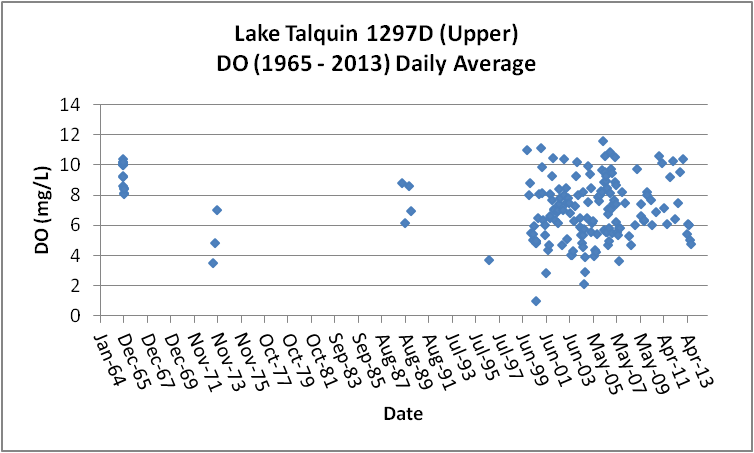 Lake Talquin 1297D (Upper)
DO (1965 - 2013) Daily Average
DO (mg/L)
14
12
10
8
6
4
2
0
Jan-64
Dec-65
Dec-67
Dec-69
Nov-71
Nov-73
Nov-75
Oct-77
Oct-79
Oct-81
Sep-83
Sep-85
Aug-87
Aug-89
Aug-91
Jul-93
Jul-95
Jul-97
Jun-99
Jun-01
Jun-03
May-05
May-07
May-09
Apr-11
Apr-13
Date